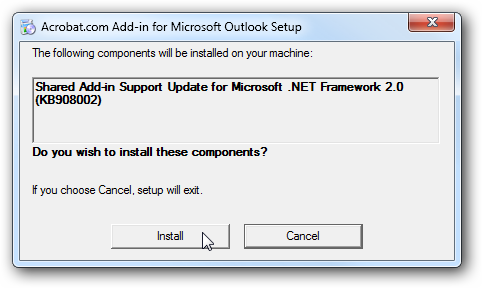 Acrobat.com Add-in for Microsoft Outlook Setup
The following components will be installed on your machine:
Shared Add-in Support Update for Microsoft .NET Framework 2.0
(KB908002)
Do you wish to install these components?
If you choose Cancel, setup will exit.
Install
Cancel